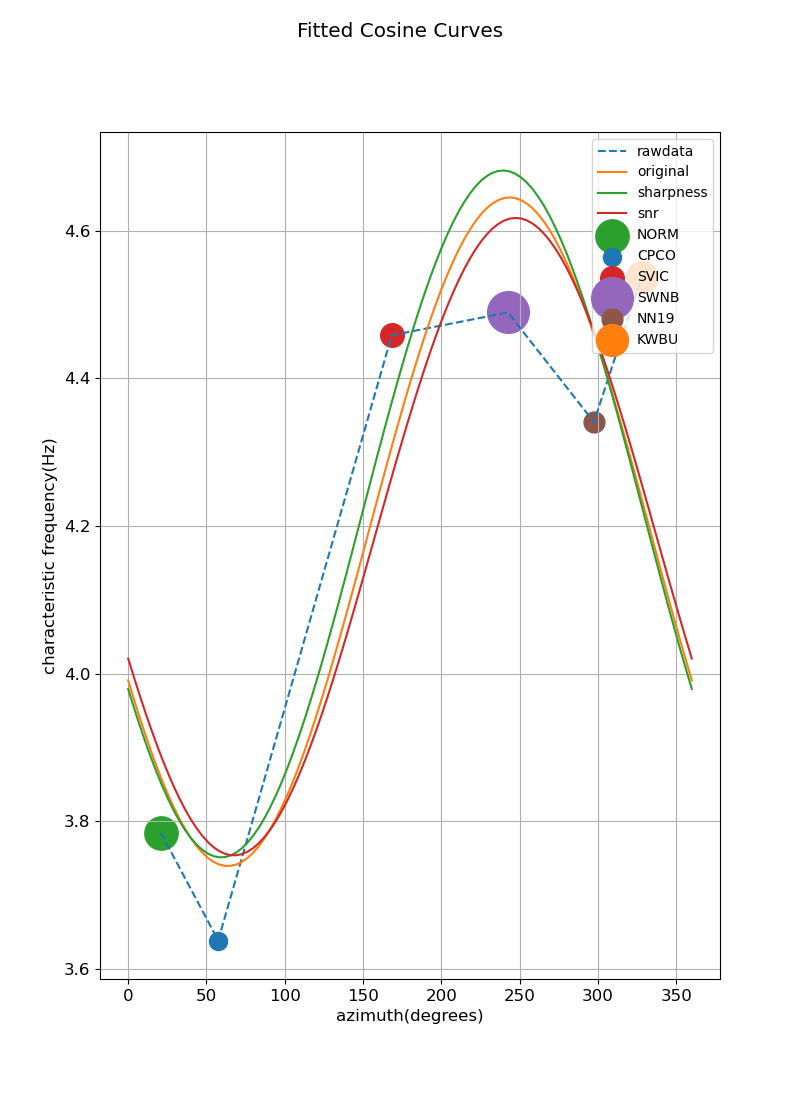 Fitted Cosine Curves
rawdata
original
sharpness
snr
NORM
CPCO
SVIC
SWNB
NN19
KWBU
4.6
4.4
4.2
4.0
3.8
3.6
characteristic frequency(Hz)
0 50 100 150 200 250 300 350
azimuth(degrees)